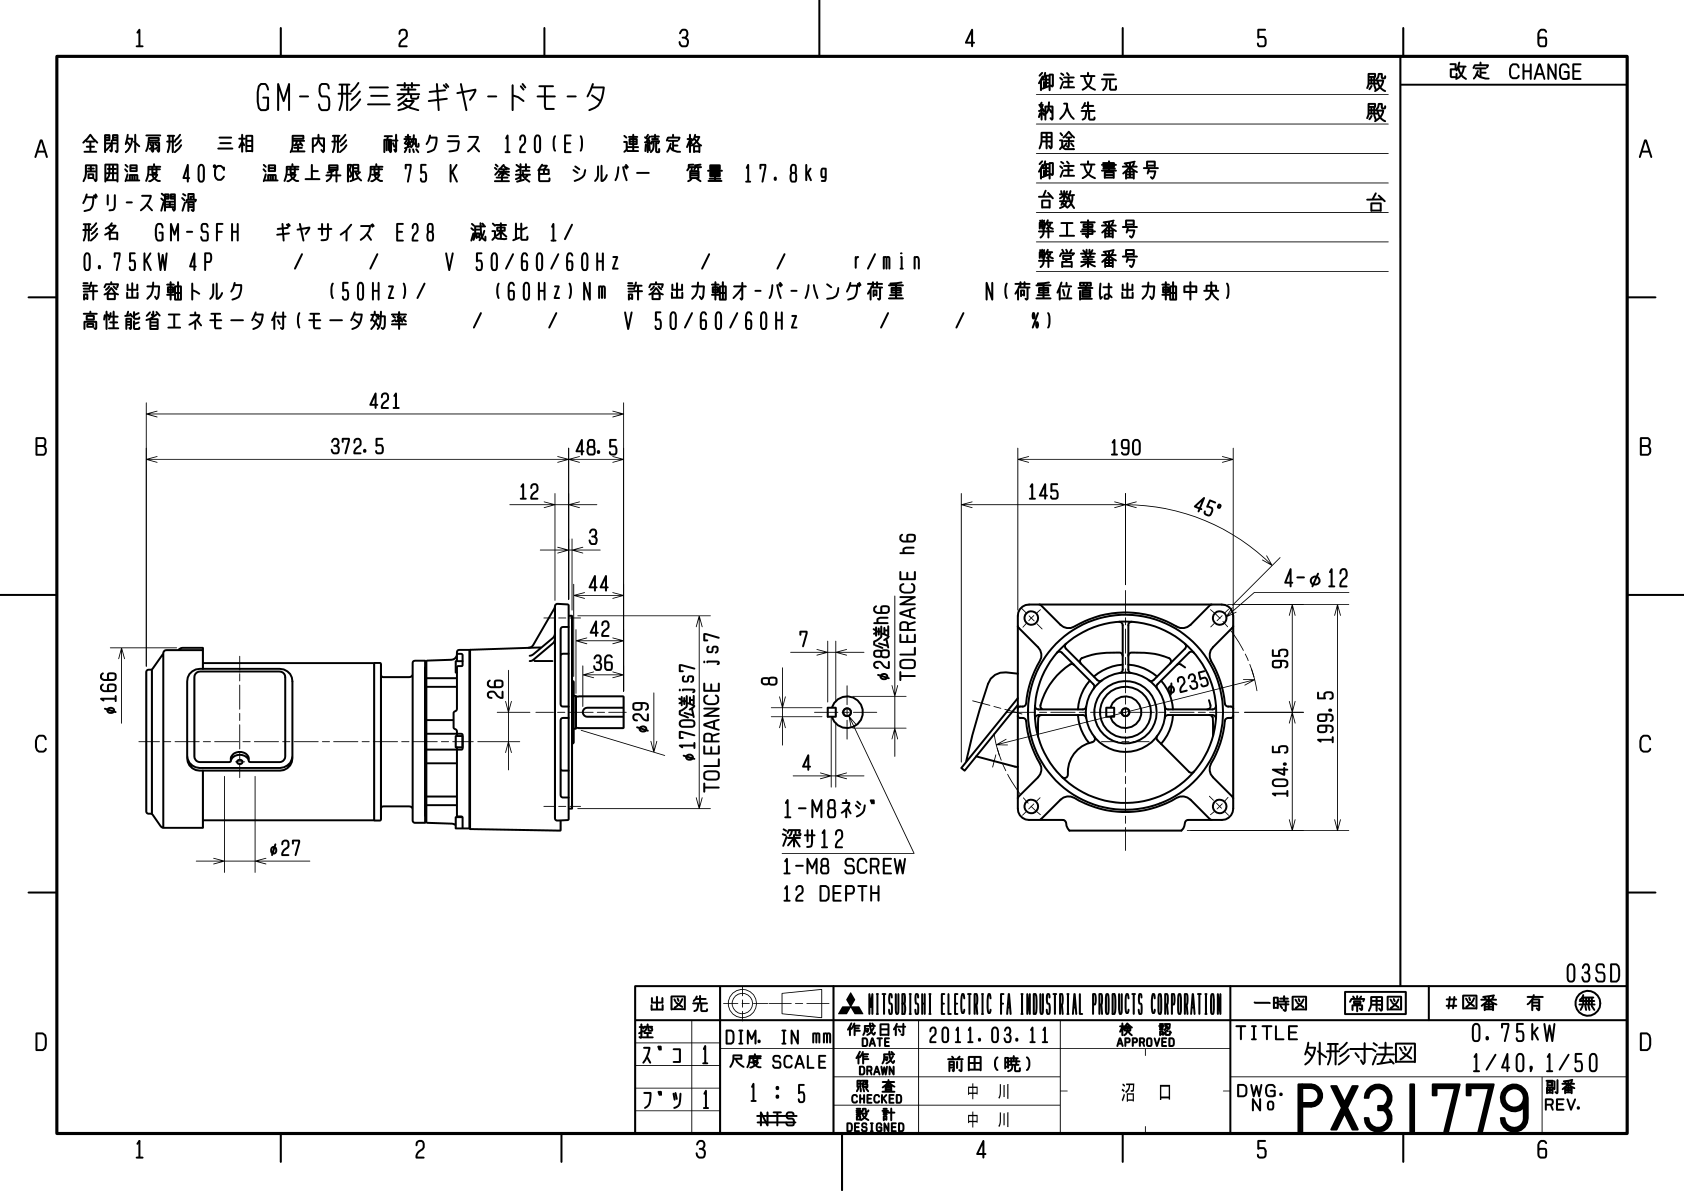 1 2 3 4 5 6
改定 CHANGE
GM-S形三菱ギヤードモータ
全閉外扇形 三相 屋内形 耐熱クラス 120(E) 連続定格
周囲温度 40℃ 温度上昇限度 75 K 塗装色 シルバー 質量 17.8kg
グリース潤滑
形名 GM-SFH ギヤサイズ E28 減速比 1/
0.75KW 4P / / V 50/60/60Hz / / r/min
許容出力軸トルク (50Hz)/ (60Hz)Nm 許容出力軸オーバーハング荷重 N(荷重位置は出力軸中央)
高性能省エネモータ付(モータ効率 / / V 50/60/60Hz / / %)
御注文元 殿
納入先 殿
用途
御注文書番号
台数 台
弊工事番号
弊営業番号
A A
B B
C C
D D
421
372.5 48.5
12
3
44
42
36
26
φ166
φ27
φ29
φ170公差js7
TOLERANCE js7
7
8
4
φ28公差h6
TOLERANCE h6
1-M8ネジ
深サ12
1-M8 SCREW
12 DEPTH
190
145
45°
4-φ12
φ235
95
104.5
199.5
03SD
出図先
控
ズコ 1
ブツ 1
DIM. IN mm
尺度 SCALE
1 : 5
NTS
MITSUBISHI ELECTRIC FA INDUSTRIAL PRODUCTS CORPORATION
作成日付 DATE 2011.03.11
作成 DRAWN 前田(暁)
照査 CHECKED 中川
設計 DESIGNED 中川
検認 APPROVED
沼口
一時図 常用図 #図番 有 無
TITLE 外形寸法図 0.75kW
1/40,1/50
DWG. No PX31779
副番 REV.
1 2 3 4 5 6